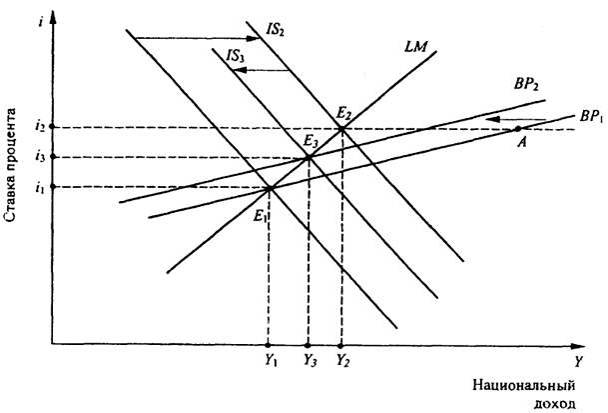 i
IS₂
IS₃
LM
BP₂
BP₁
i₂
E₂
A
i₃
E₃
i₁
E₁
Ставка процента
Y₁
Y₃
Y₂
Y
Национальный
доход